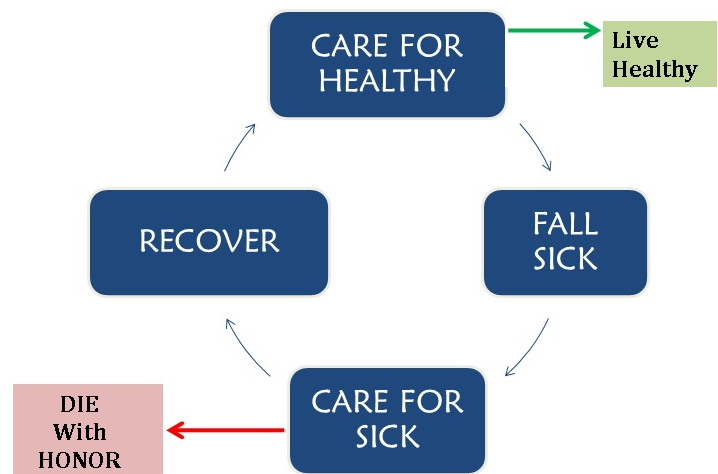 CARE FOR
HEALTHY
Live
Healthy
RECOVER
FALL
SICK
CARE FOR
SICK
DIE
With
HONOR